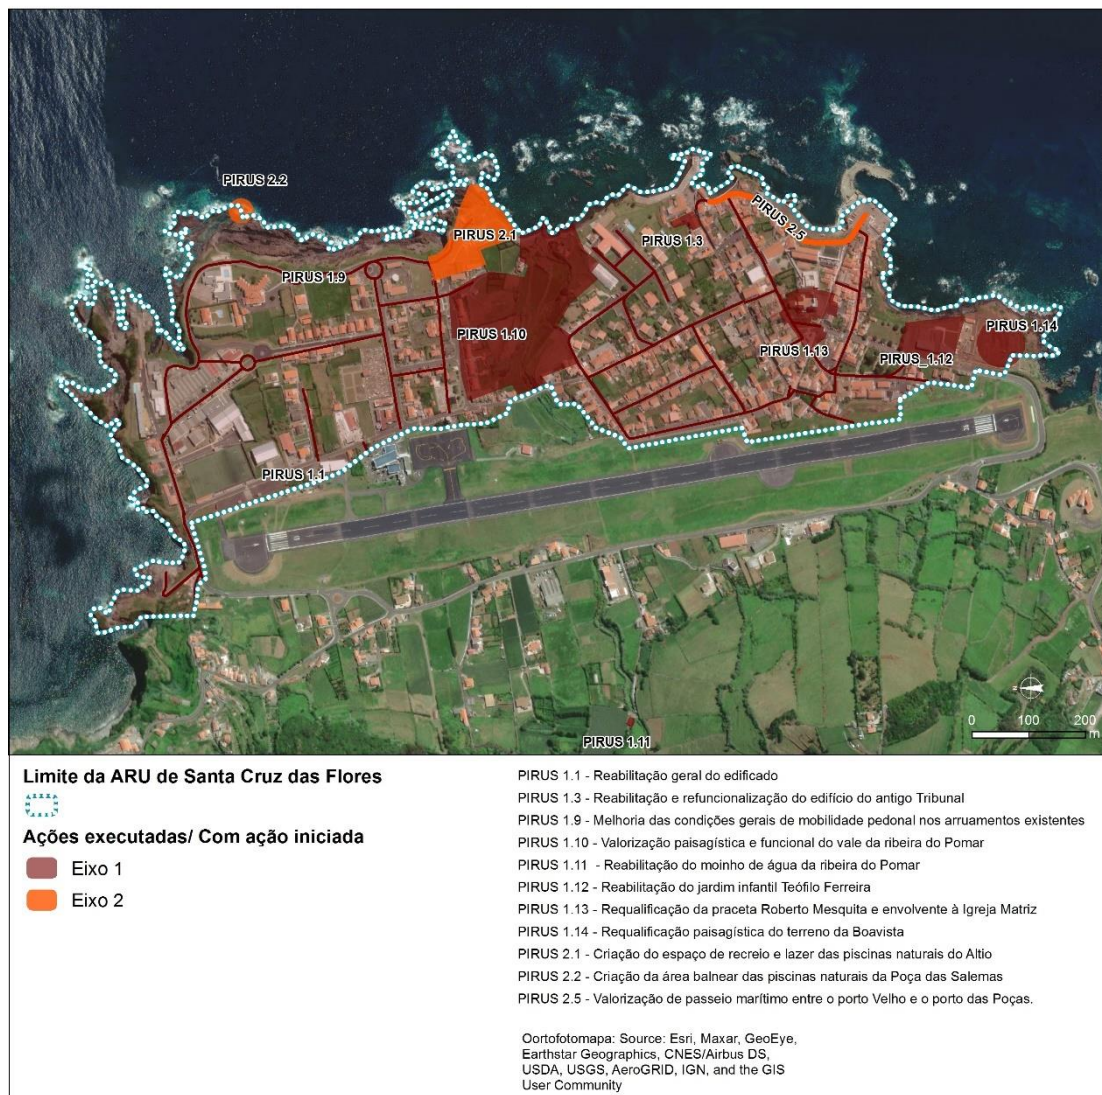 PIRUS 2.2
PIRUS 2.1
PIRUS 2.5
PIRUS 1.3
PIRUS 1.9
PIRUS 1.10
PIRUS 1.14
PIRUS 1.13
PIRUS_1.12
PIRUS 1.1
PIRUS 1.11
N
0 100 200
m
Limite da ARU de Santa Cruz das Flores
Ações executadas/ Com ação iniciada
Eixo 1
Eixo 2
PIRUS 1.1 - Reabilitação geral do edificado
PIRUS 1.3 - Reabilitação e refuncionalização do edifício do antigo Tribunal
PIRUS 1.9 - Melhoria das condições gerais de mobilidade pedonal nos arruamentos existentes
PIRUS 1.10 - Valorização paisagística e funcional do vale da ribeira do Pomar
PIRUS 1.11 - Reabilitação do moinho de água da ribeira do Pomar
PIRUS 1.12 - Reabilitação do jardim infantil Teófilo Ferreira
PIRUS 1.13 - Requalificação da praceta Roberto Mesquita e envolvente à Igreja Matriz
PIRUS 1.14 - Requalificação paisagística do terreno da Boavista
PIRUS 2.1 - Criação do espaço de recreio e lazer das piscinas naturais do Altio
PIRUS 2.2 - Criação da área balnear das piscinas naturais da Poça das Salemas
PIRUS 2.5 - Valorização de passeio marítimo entre o porto Velho e o porto das Poças.
Oortofotomapa: Source: Esri, Maxar, GeoEye,
Earthstar Geographics, CNES/Airbus DS,
USDA, USGS, AeroGRID, IGN, and the GIS
User Community